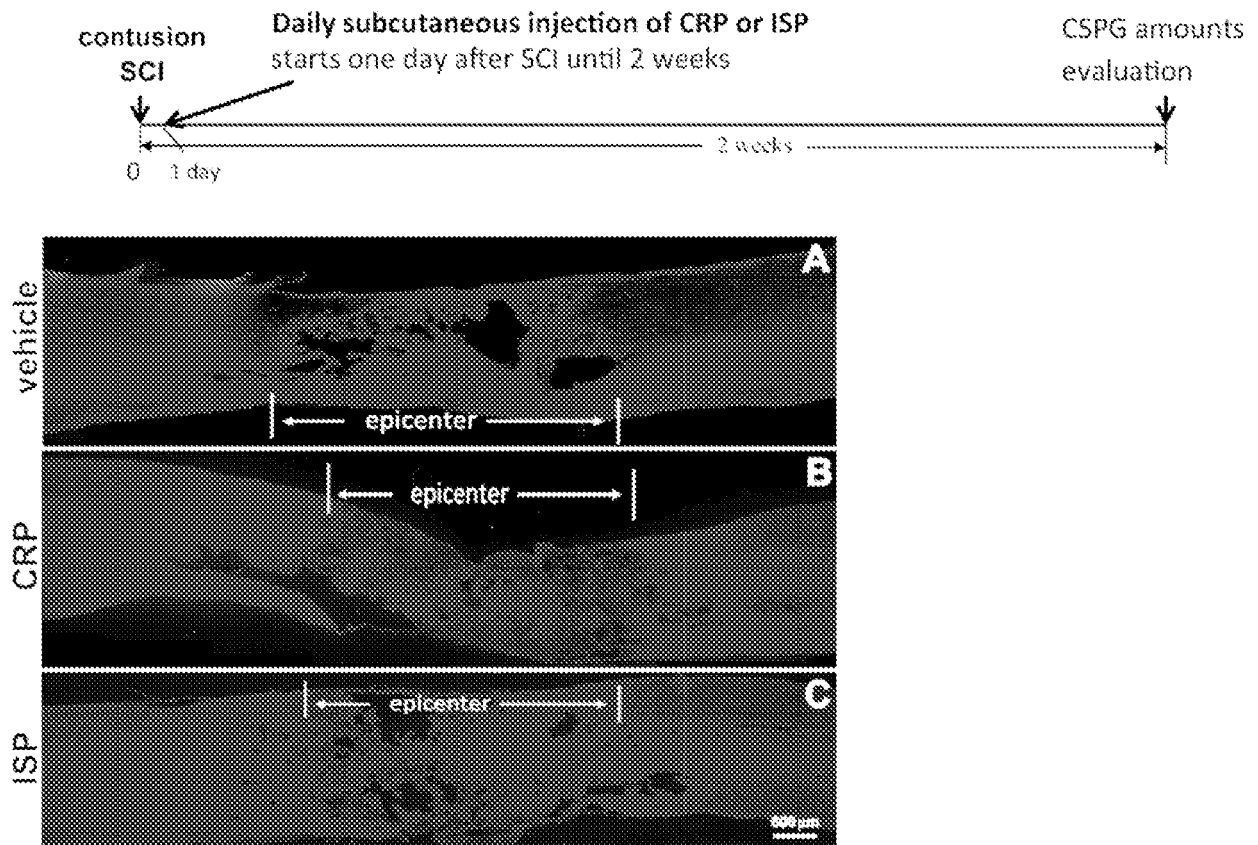 contusion
SCI
Daily subcutaneous injection of CRP or ISP
starts one day after SCI until 2 weeks
CSPG amounts
evaluation
0
1 day
2 weeks
vehicle
A
epicenter
CRP
B
epicenter
ISP
C
epicenter
µm